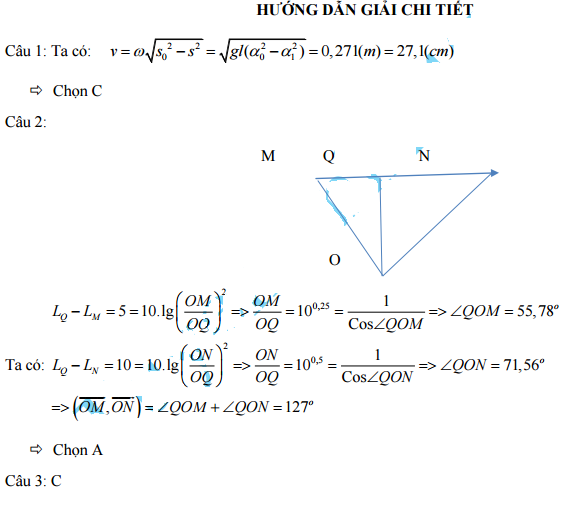 HƯỚNG DẪN GIẢI CHI TIẾT
Câu 1: Ta có: v = ω√(s₀² − s²) = √(gl(α₀² − α₁²)) = 0,271(m) = 27,1(cm)
⇨ Chọn C
Câu 2:
M Q N
O
L_Q − L_M = 5 = 10.lg(OM/OQ)² => OM/OQ = 10^0,25 = 1/Cos∠QOM => ∠QOM = 55,78°
Ta có: L_Q − L_N = 10 = 10.lg(ON/OQ)² => ON/OQ = 10^0,5 = 1/Cos∠QON => ∠QON = 71,56°
=> (OM, ON) = ∠QOM + ∠QON = 127°
⇨ Chọn A
Câu 3: C